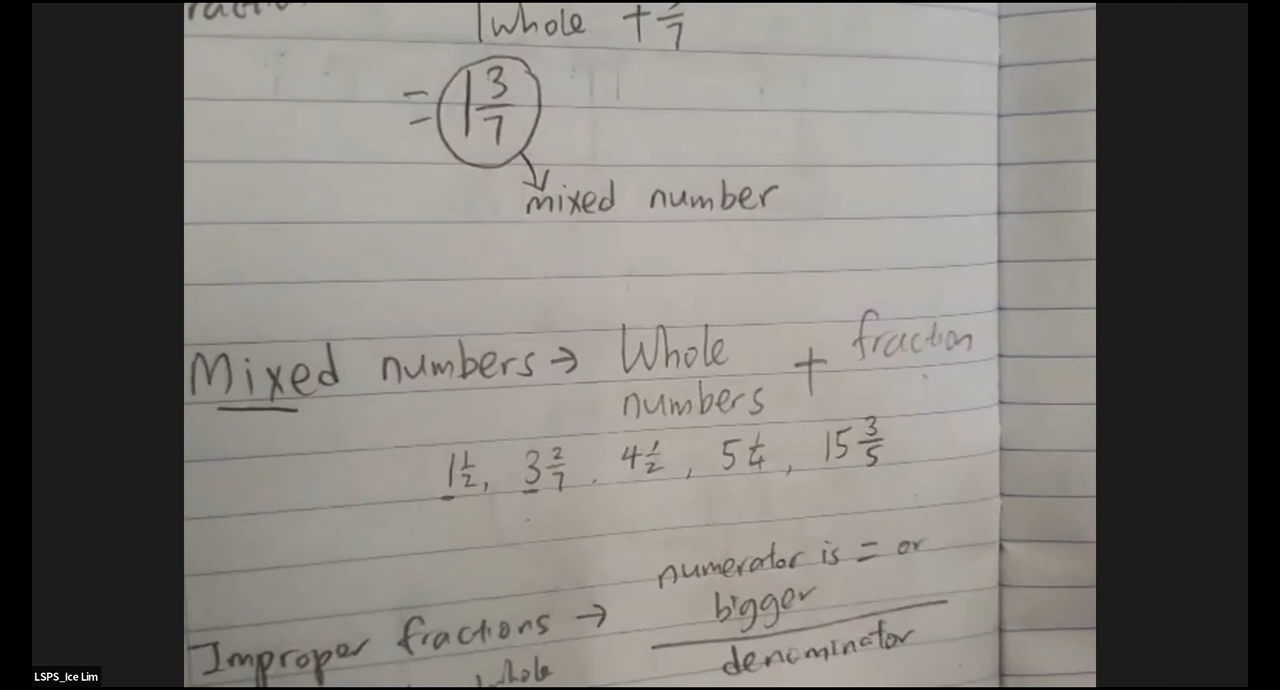 1 Whole + 3/7
= 1 3/7
mixed number
Mixed numbers → Whole numbers + fraction
1 1/2, 3 2/7, 4 1/2, 5 1/4, 15 3/5
numerator is = or
bigger
Improper fractions →
denominator
whole
LSPS_Ice Lim